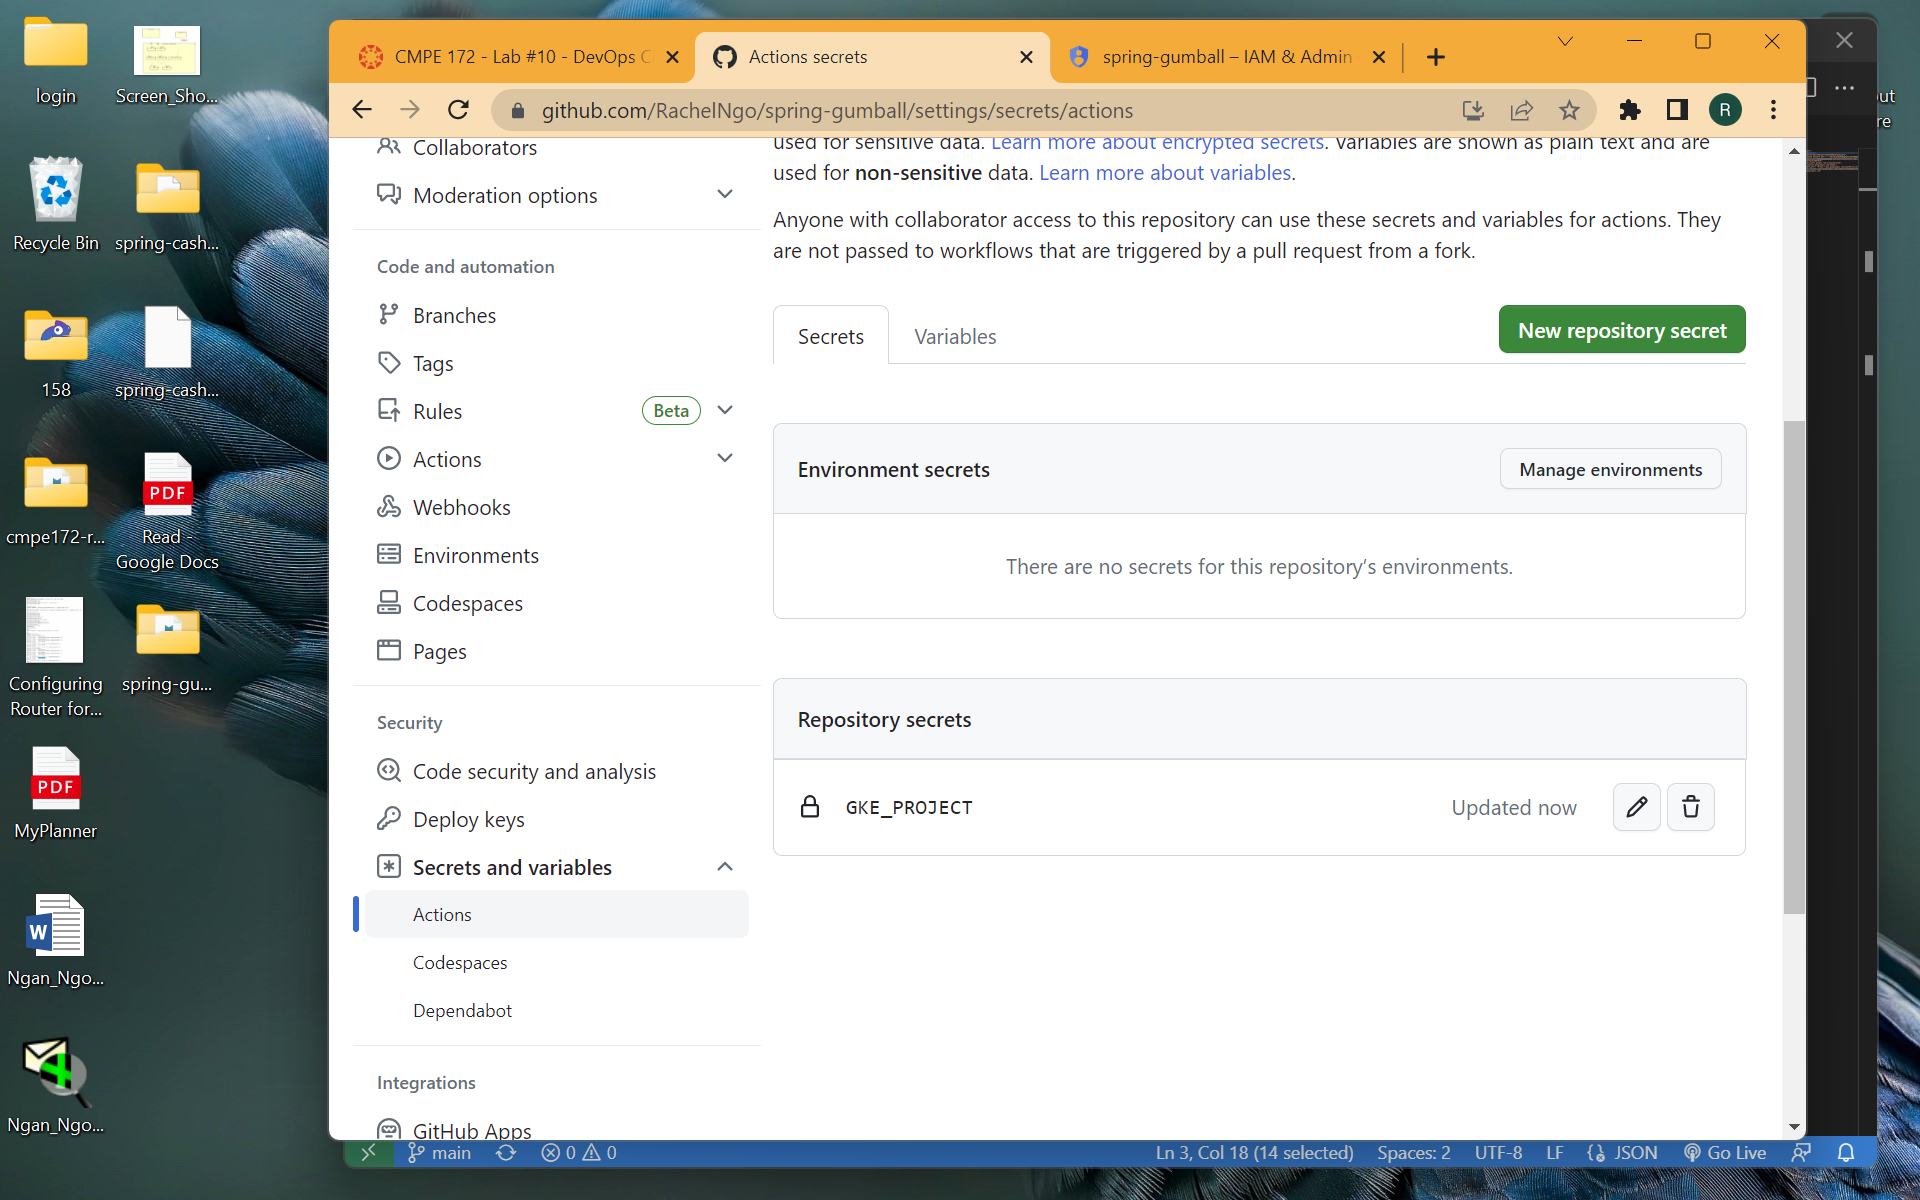 login
Screen_Sho...
Recycle Bin
spring-cash...
158
spring-cash...
cmpe172-r...
PDF
Read -
Google Docs
Configuring
Router for...
spring-gu...
PDF
MyPlanner
W
Ngan_Ngo...
Ngan_Ngo...
CMPE 172 - Lab #10 - DevOps C
Actions secrets
spring-gumball – IAM & Admin
github.com/RachelNgo/spring-gumball/settings/secrets/actions
R
Collaborators
Moderation options
Code and automation
Branches
Tags
Rules
Beta
Actions
Webhooks
Environments
Codespaces
Pages
Security
Code security and analysis
Deploy keys
Secrets and variables
Actions
Codespaces
Dependabot
Integrations
GitHub Apps
used for sensitive data. Learn more about encrypted secrets. Variables are shown as plain text and are
used for non-sensitive data. Learn more about variables.
Anyone with collaborator access to this repository can use these secrets and variables for actions. They
are not passed to workflows that are triggered by a pull request from a fork.
Secrets
Variables
New repository secret
Environment secrets
Manage environments
There are no secrets for this repository’s environments.
Repository secrets
GKE_PROJECT
Updated now
main
0
0
Ln 3, Col 18 (14 selected)
Spaces: 2
UTF-8
LF
JSON
Go Live